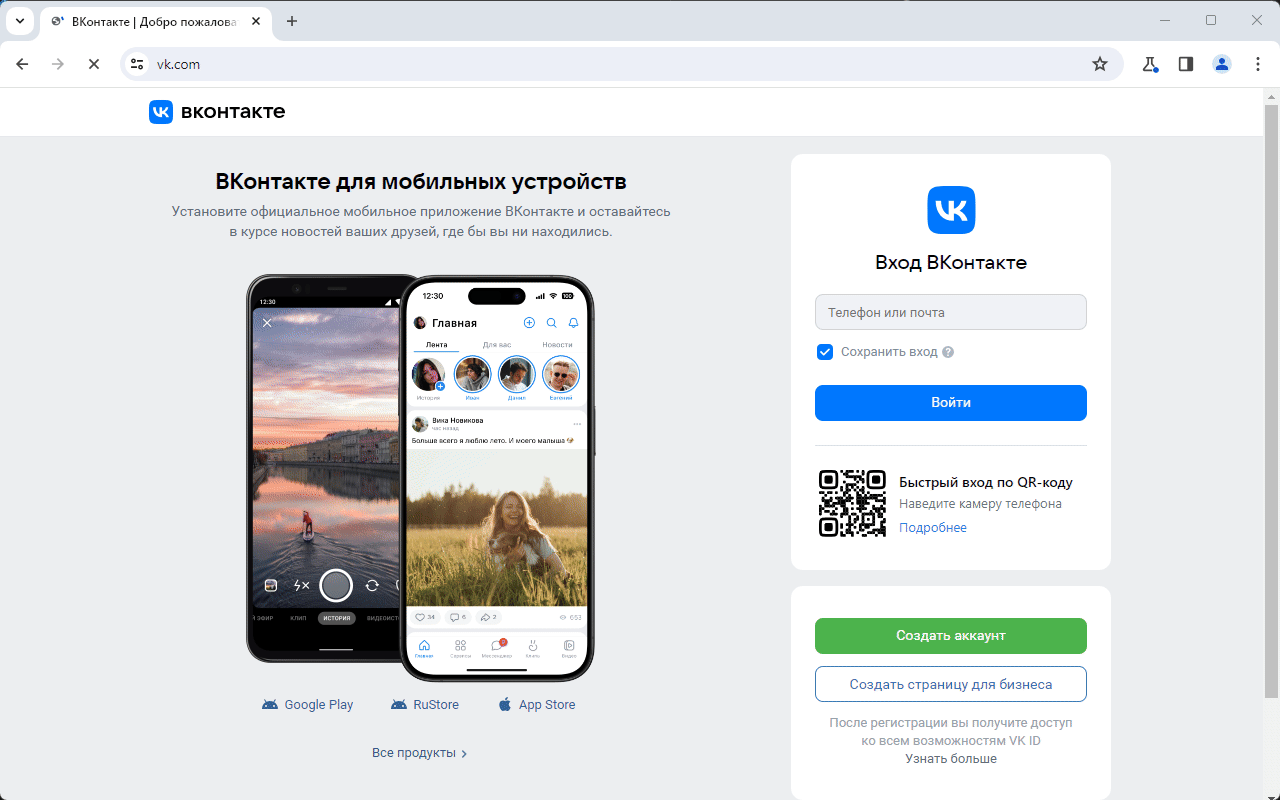 ВКонтакте | Добро пожалова
vk.com
вконтакте
ВКонтакте для мобильных устройств
Установите официальное мобильное приложение ВКонтакте и оставайтесь
в курсе новостей ваших друзей, где бы вы ни находились.
12:30
12:30
Главная
Лента
Для вас
Новости
История
Иван
Данил
Евгений
Вика Новикова
час назад
Больше всего я люблю лето. И моего малыша
34
6
2
653
Й ЭФИР
КЛИП
ИСТОРИЯ
ВИДЕОИСТ
Главная
Сервисы
Мессенджер
Клипы
Видео
Google Play
RuStore
App Store
Все продукты
Вход ВКонтакте
Телефон или почта
Сохранить вход
Войти
Быстрый вход по QR-коду
Наведите камеру телефона
Подробнее
Создать аккаунт
Создать страницу для бизнеса
После регистрации вы получите доступ
ко всем возможностям VK ID
Узнать больше